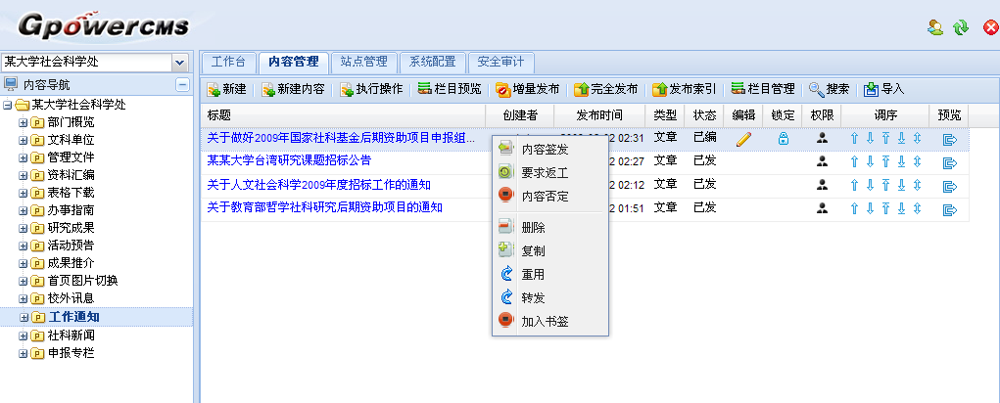 GpowerCMS
某大学社会科学处
工作台 内容管理 站点管理 系统配置 安全审计
内容导航
新建 新建内容 执行操作 栏目预览 增量发布 完全发布 发布索引 栏目管理 搜索 导入
某大学社会科学处
部门概览
文科单位
管理文件
资料汇编
表格下载
办事指南
研究成果
活动预告
成果推介
首页图片切换
校外讯息
工作通知
社科新闻
申报专栏
标题 创建者 发布时间 类型 状态 编辑 锁定 权限 调序 预览
关于做好2009年国家社科基金后期资助项目申报组... 02:31 文章 已编
某某大学台湾研究课题招标公告 2 02:27 文章 已发
关于人文社会科学2009年度招标工作的通知 2 02:12 文章 已发
关于教育部哲学社科研究后期资助项目的通知 2 01:51 文章 已发
内容签发
要求返工
内容否定
删除
复制
重用
转发
加入书签